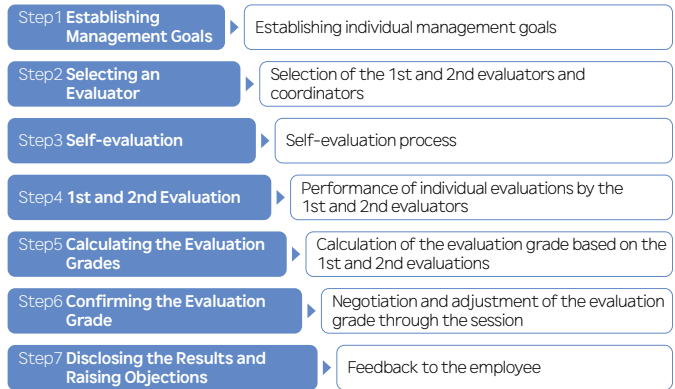 Step1 Establishing
Management Goals
Establishing individual management goals
Step2 Selecting an
Evaluator
Selection of the 1st and 2nd evaluators and
coordinators
Step3 Self-evaluation
Self-evaluation process
Step4 1st and 2nd Evaluation
Performance of individual evaluations by the
1st and 2nd evaluators
Step5 Calculating the Evaluation
Grades
Calculation of the evaluation grade based on the
1st and 2nd evaluations
Step6 Confirming the Evaluation
Grade
Negotiation and adjustment of the evaluation
grade through the session
Step7 Disclosing the Results and
Raising Objections
Feedback to the employee